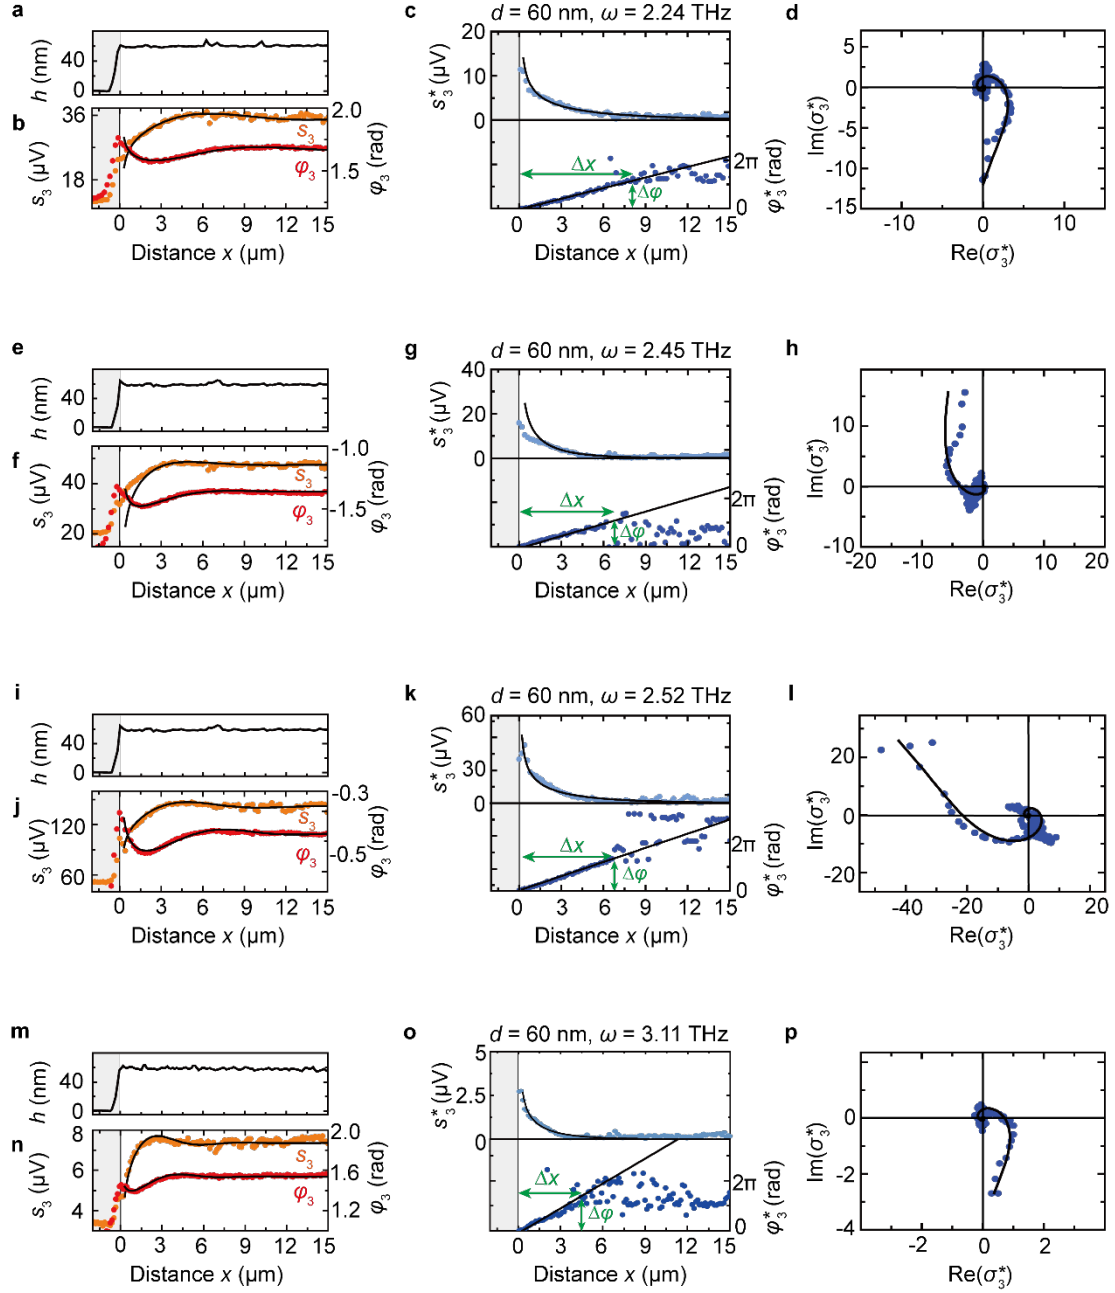 a
h (nm)
60
0
b
s₃ (µV)
36
18
s₃
φ₃
2.0
1.5
φ₃ (rad)
0 3 6 9 12 15
Distance x (µm)
c
d = 60 nm, ω = 2.24 THz
s₃* (µV)
20
10
0
Δx
Δφ
2π
0
φ₃* (rad)
0 3 6 9 12 15
Distance x (µm)
d
Im(σ₃*)
5
0
-5
-10
-15
-10 0 10
Re(σ₃*)
e
h (nm)
60
0
f
s₃ (µV)
40
20
s₃
φ₃
-1.0
-1.5
φ₃ (rad)
0 3 6 9 12 15
Distance x (µm)
g
d = 60 nm, ω = 2.45 THz
s₃* (µV)
40
20
0
Δx
Δφ
2π
0
φ₃* (rad)
0 3 6 9 12 15
Distance x (µm)
h
Im(σ₃*)
10
0
-10
-20 -10 0 10 20
Re(σ₃*)
i
h (nm)
60
0
j
s₃ (µV)
120
60
s₃
φ₃
-0.3
-0.5
φ₃ (rad)
0 3 6 9 12 15
Distance x (µm)
k
d = 60 nm, ω = 2.52 THz
s₃* (µV)
60
30
0
Δx
Δφ
2π
0
φ₃* (rad)
0 3 6 9 12 15
Distance x (µm)
l
Im(σ₃*)
20
0
-20
-40 -20 0 20
Re(σ₃*)
m
h (nm)
60
0
n
s₃ (µV)
8
6
4
s₃
φ₃
2.0
1.6
1.2
φ₃ (rad)
0 3 6 9 12 15
Distance x (µm)
o
d = 60 nm, ω = 3.11 THz
s₃* (µV)
5
2.5
0
Δx
Δφ
2π
0
φ₃* (rad)
0 3 6 9 12 15
Distance x (µm)
p
Im(σ₃*)
0
-2
-4
-2 0 2
Re(σ₃*)